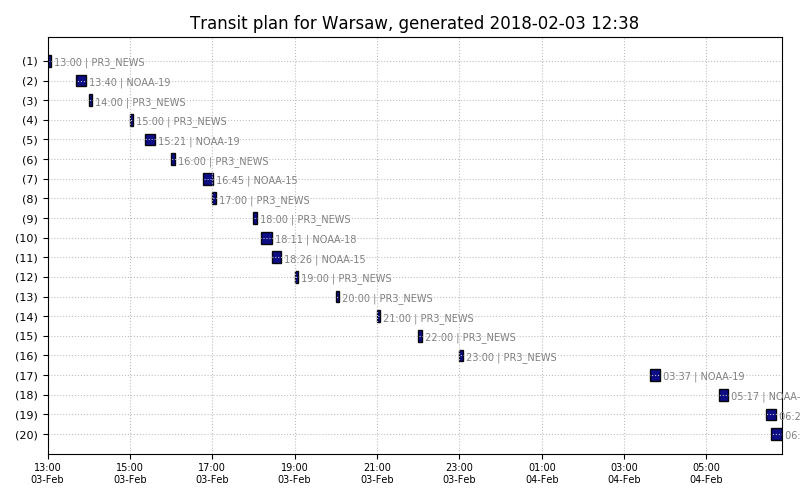 Transit plan for Warsaw, generated 2018-02-03 12:38
(1) 13:00 | PR3_NEWS
(2) 13:40 | NOAA-19
(3) 14:00 | PR3_NEWS
(4) 15:00 | PR3_NEWS
(5) 15:21 | NOAA-19
(6) 16:00 | PR3_NEWS
(7) 16:45 | NOAA-15
(8) 17:00 | PR3_NEWS
(9) 18:00 | PR3_NEWS
(10) 18:11 | NOAA-18
(11) 18:26 | NOAA-15
(12) 19:00 | PR3_NEWS
(13) 20:00 | PR3_NEWS
(14) 21:00 | PR3_NEWS
(15) 22:00 | PR3_NEWS
(16) 23:00 | PR3_NEWS
(17) 03:37 | NOAA-19
(18) 05:17 | NOAA-
(19) 06:2
(20) 06:
13:00 15:00 17:00 19:00 21:00 23:00 01:00 03:00 05:00
03-Feb 03-Feb 03-Feb 03-Feb 03-Feb 03-Feb 04-Feb 04-Feb 04-Feb